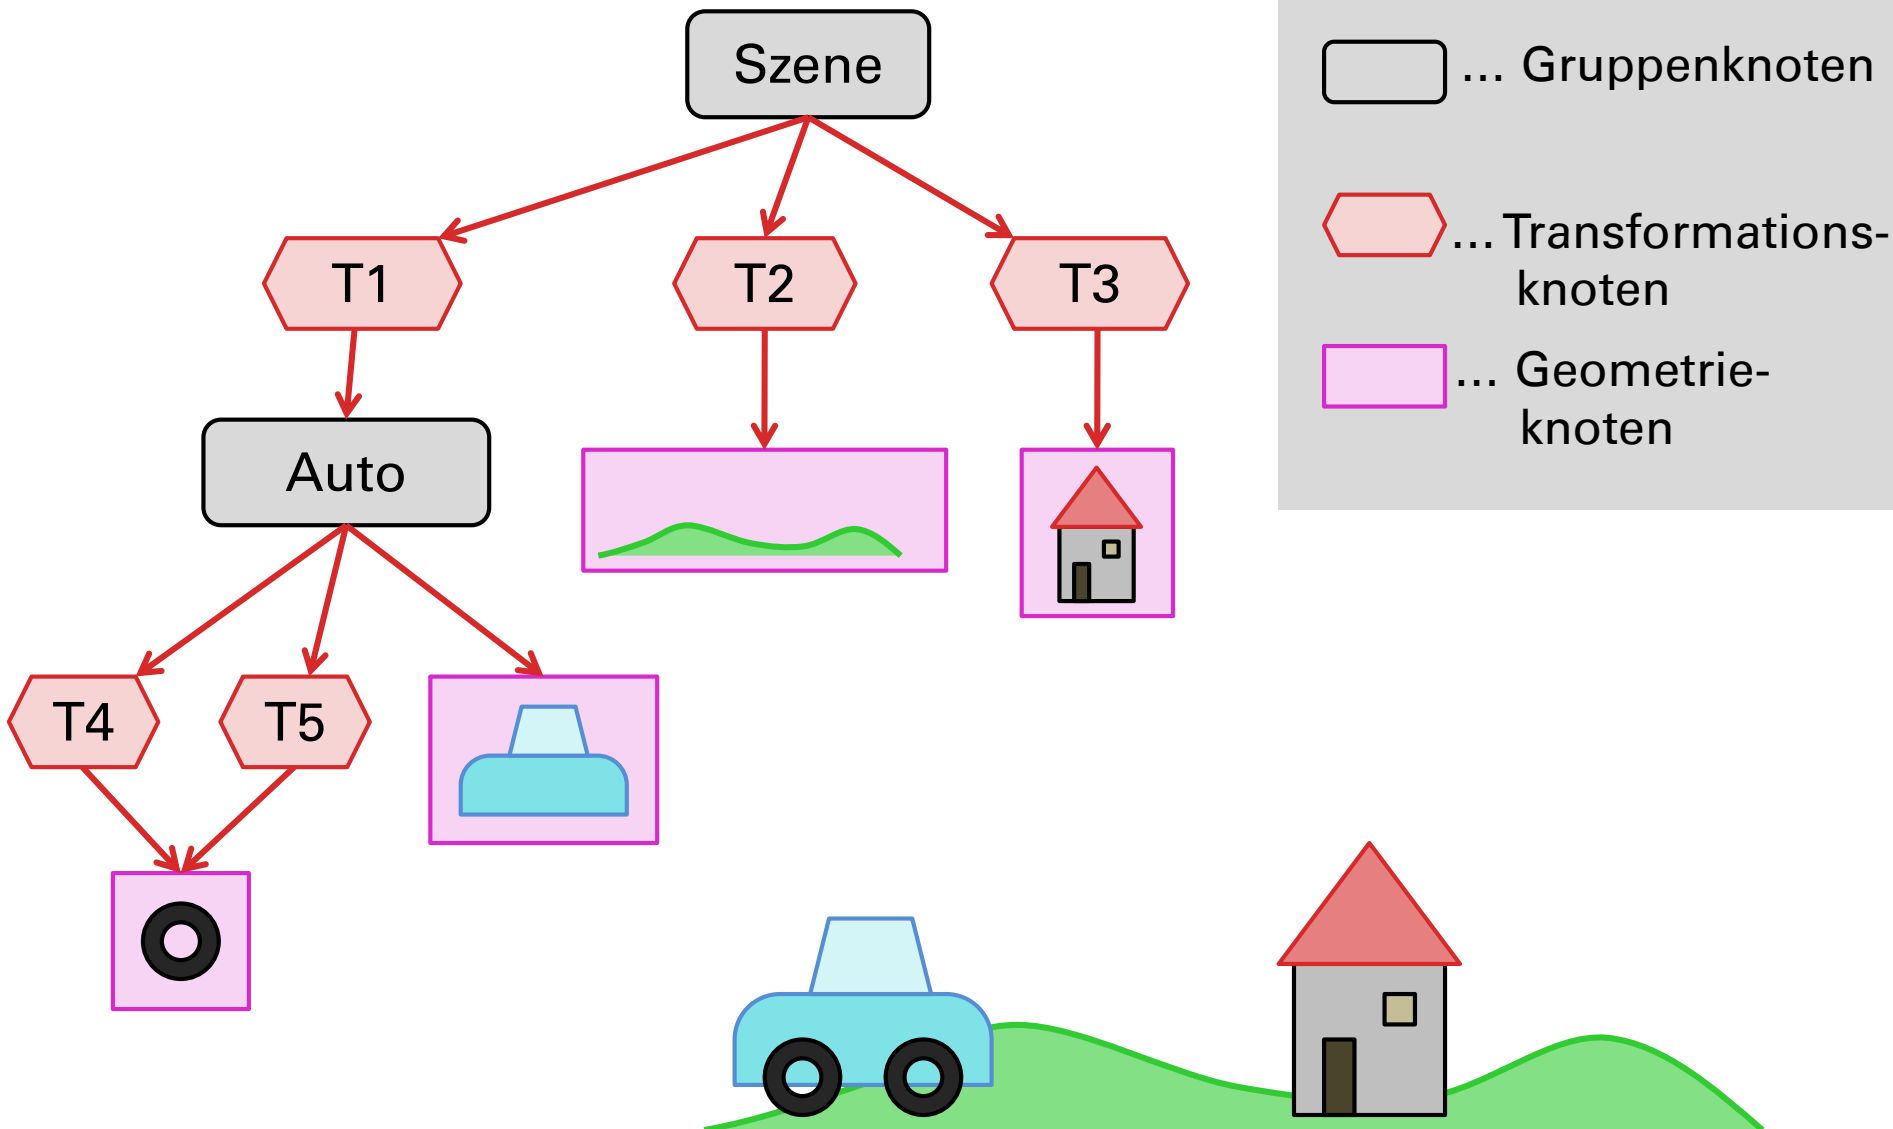 Szene
T1
T2
T3
Auto
T4
T5
... Gruppenknoten
... Transformations-
knoten
... Geometrie-
knoten